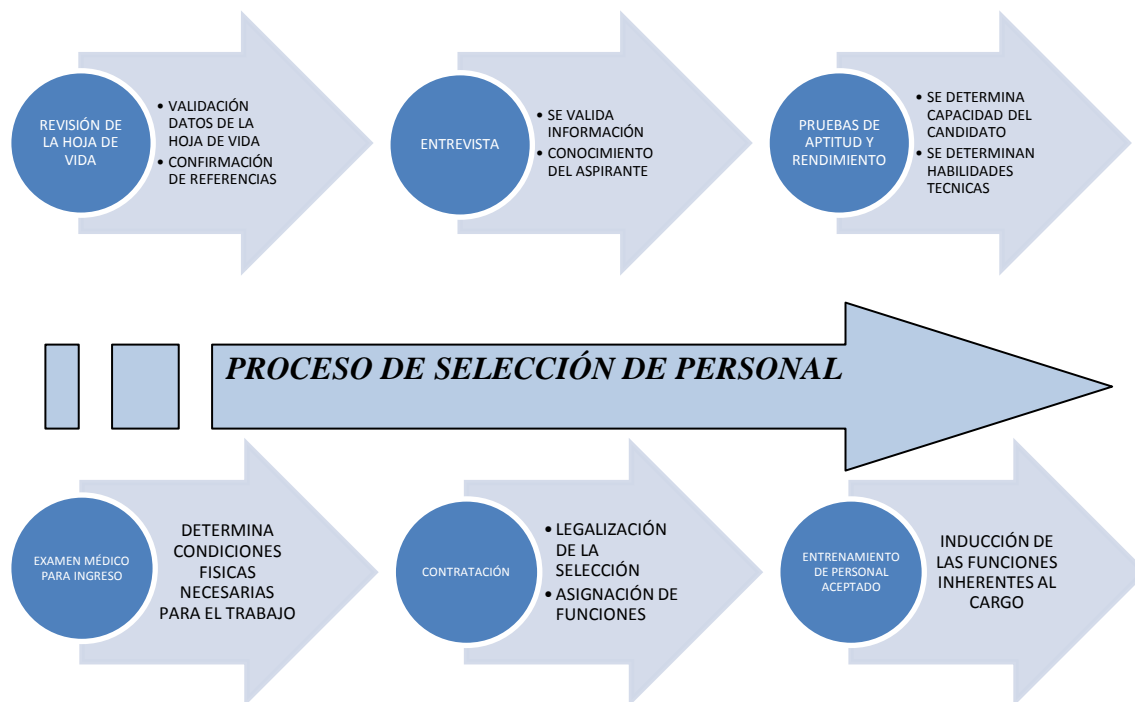 REVISIÓN DE
LA HOJA DE
VIDA
• VALIDACIÓN
DATOS DE LA
HOJA DE VIDA
• CONFIRMACIÓN
DE REFERENCIAS
ENTREVISTA
• SE VALIDA
INFORMACIÓN
• CONOCIMIENTO
DEL ASPIRANTE
PRUEBAS DE
APTITUD Y
RENDIMIENTO
• SE DETERMINA
CAPACIDAD DEL
CANDIDATO
• SE DETERMINAN
HABILIDADES
TECNICAS
PROCESO DE SELECCIÓN DE PERSONAL
EXAMEN MÉDICO
PARA INGRESO
DETERMINA
CONDICIONES
FISICAS
NECESARIAS
PARA EL TRABAJO
CONTRATACIÓN
• LEGALIZACIÓN
DE LA
SELECCIÓN
• ASIGNACIÓN DE
FUNCIONES
ENTRENAMIENTO
DE PERSONAL
ACEPTADO
INDUCCIÓN DE
LAS FUNCIONES
INHERENTES AL
CARGO